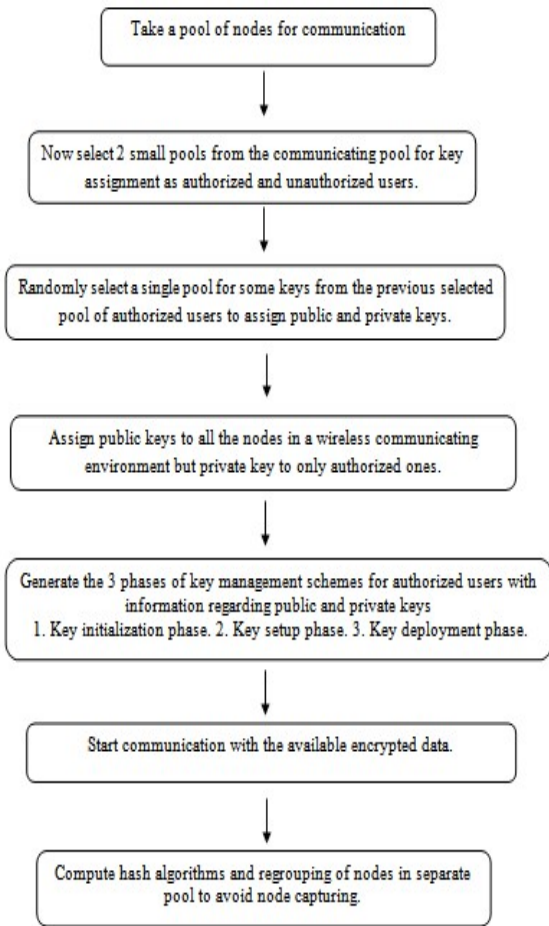 Take a pool of nodes for communication
Now select 2 small pools from the communicating pool for key
assignment as authorized and unauthorized users.
Randomly select a single pool for some keys from the previous selected
pool of authorized users to assign public and private keys.
Assign public keys to all the nodes in a wireless communicating
environment but private key to only authorized ones.
Generate the 3 phases of key management schemes for authorized users with
information regarding public and private keys
1. Key initialization phase. 2. Key setup phase. 3. Key deployment phase.
Start communication with the available encrypted data.
Compute hash algorithms and regrouping of nodes in separate
pool to avoid node capturing.